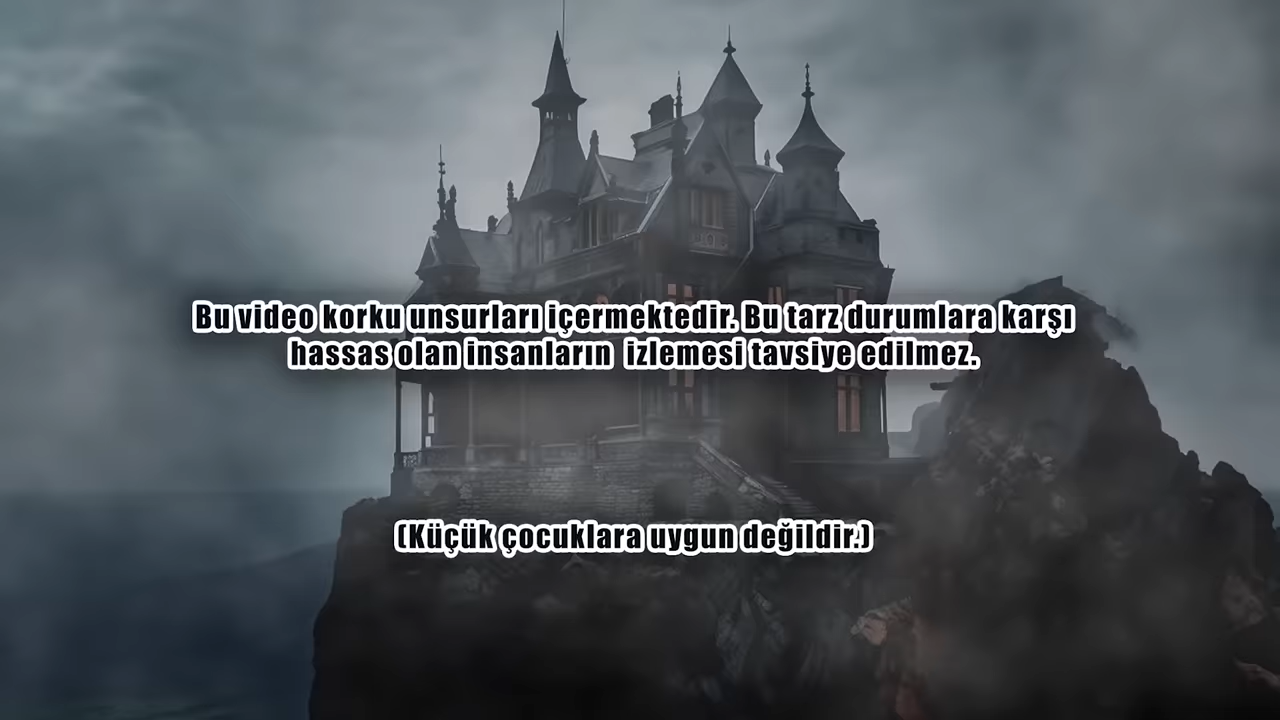 Bu video korku unsurları içermektedir. Bu tarz durumlara karşı
hassas olan insanların  izlemesi tavsiye edilmez.
(Küçük çocuklara uygun değildir.)